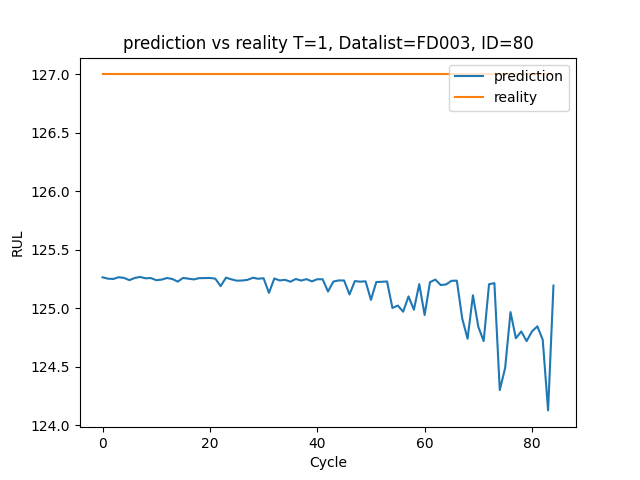 prediction vs reality T=1, Datalist=FD003, ID=80
127.0
126.5
126.0
125.5
125.0
124.5
124.0
RUL
prediction
reality
0
20
40
60
80
Cycle